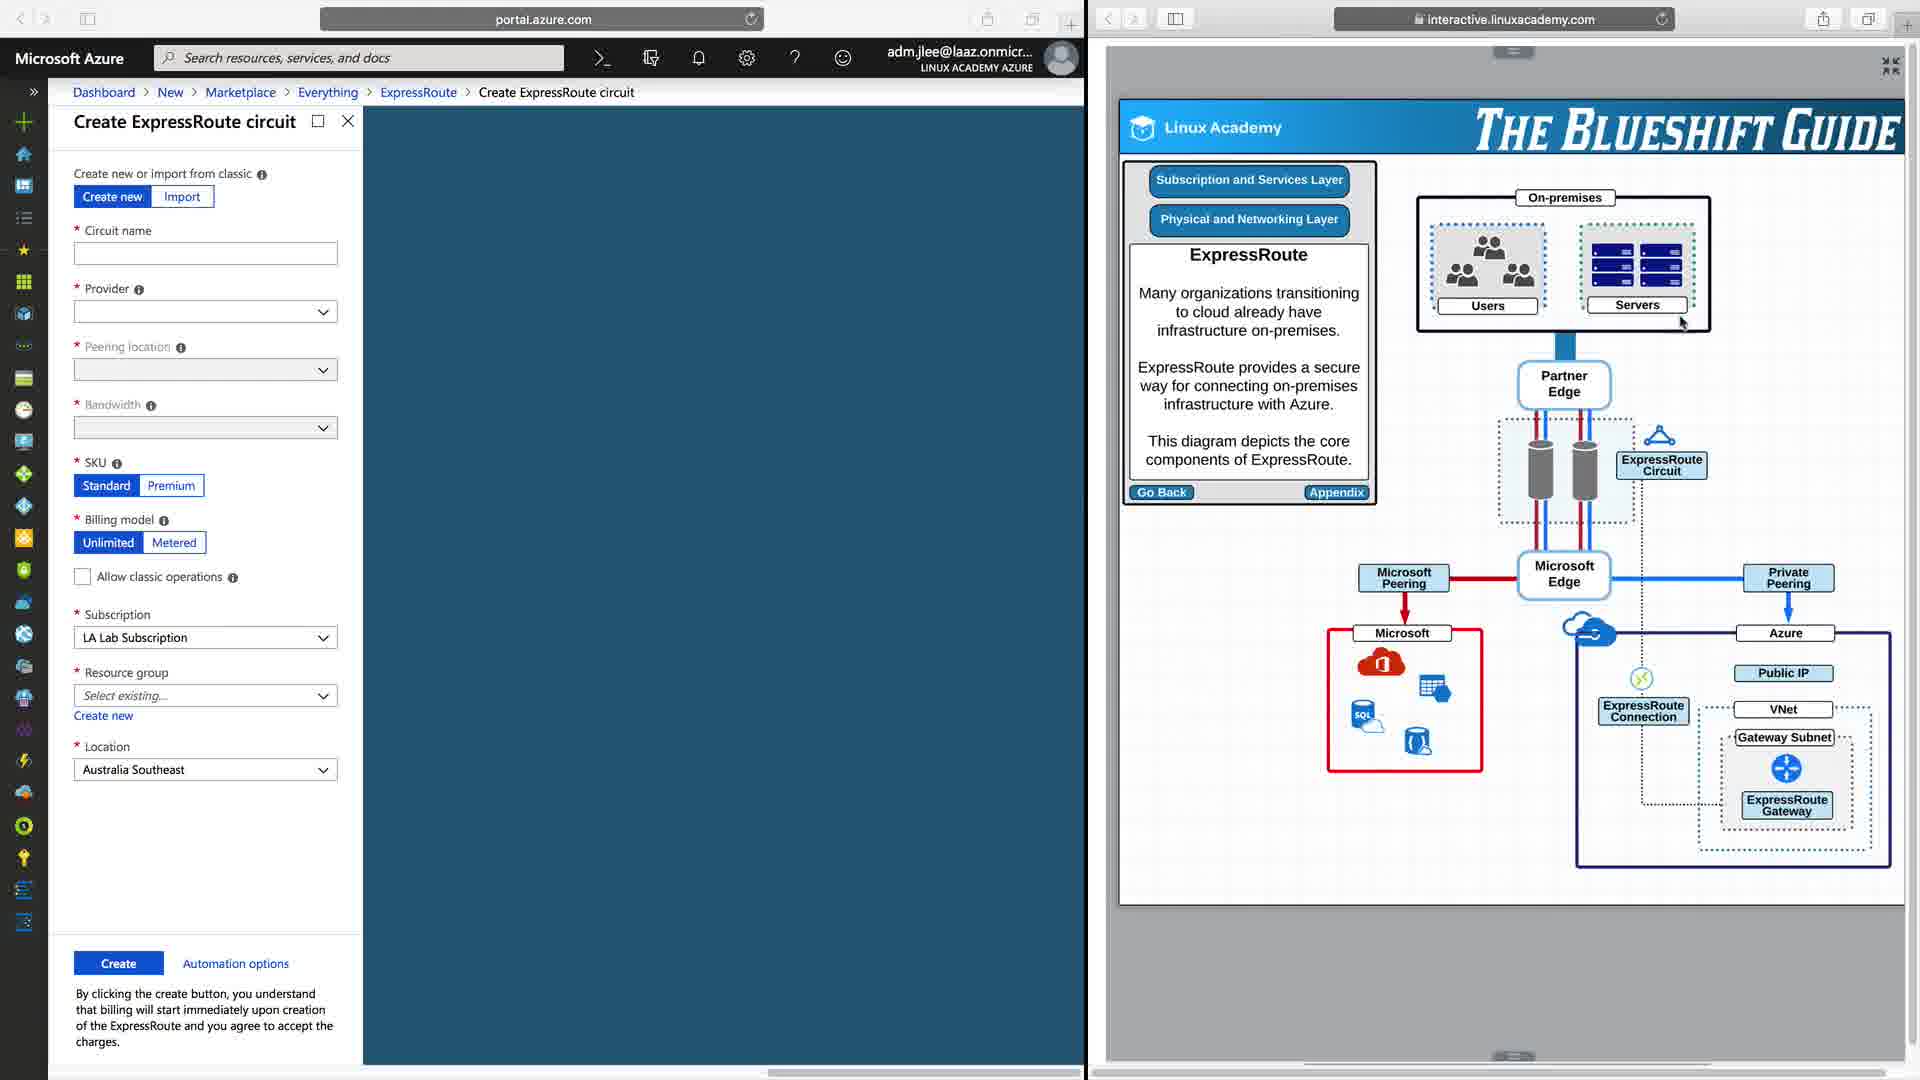 portal.azure.com
Microsoft Azure
Search resources, services, and docs
adm.jlee@laaz.onmicr...
LINUX ACADEMY AZURE
Dashboard > New > Marketplace > Everything > ExpressRoute > Create ExpressRoute circuit
Create ExpressRoute circuit
Create new or import from classic
Create new
Import
* Circuit name
* Provider
* Peering location
* Bandwidth
* SKU
Standard
Premium
* Billing model
Unlimited
Metered
Allow classic operations
* Subscription
LA Lab Subscription
* Resource group
Select existing...
Create new
* Location
Australia Southeast
Create
Automation options
By clicking the create button, you understand
that billing will start immediately upon creation
of the ExpressRoute and you agree to accept the
charges.
interactive.linuxacademy.com
Linux Academy
THE BLUESHIFT GUIDE
Subscription and Services Layer
Physical and Networking Layer
ExpressRoute
Many organizations transitioning
to cloud already have
infrastructure on-premises.
ExpressRoute provides a secure
way for connecting on-premises
infrastructure with Azure.
This diagram depicts the core
components of ExpressRoute.
Go Back
Appendix
On-premises
Users
Servers
Partner
Edge
ExpressRoute
Circuit
Microsoft
Peering
Microsoft
Edge
Private
Peering
Microsoft
SQL
Azure
Public IP
ExpressRoute
Connection
VNet
Gateway Subnet
ExpressRoute
Gateway